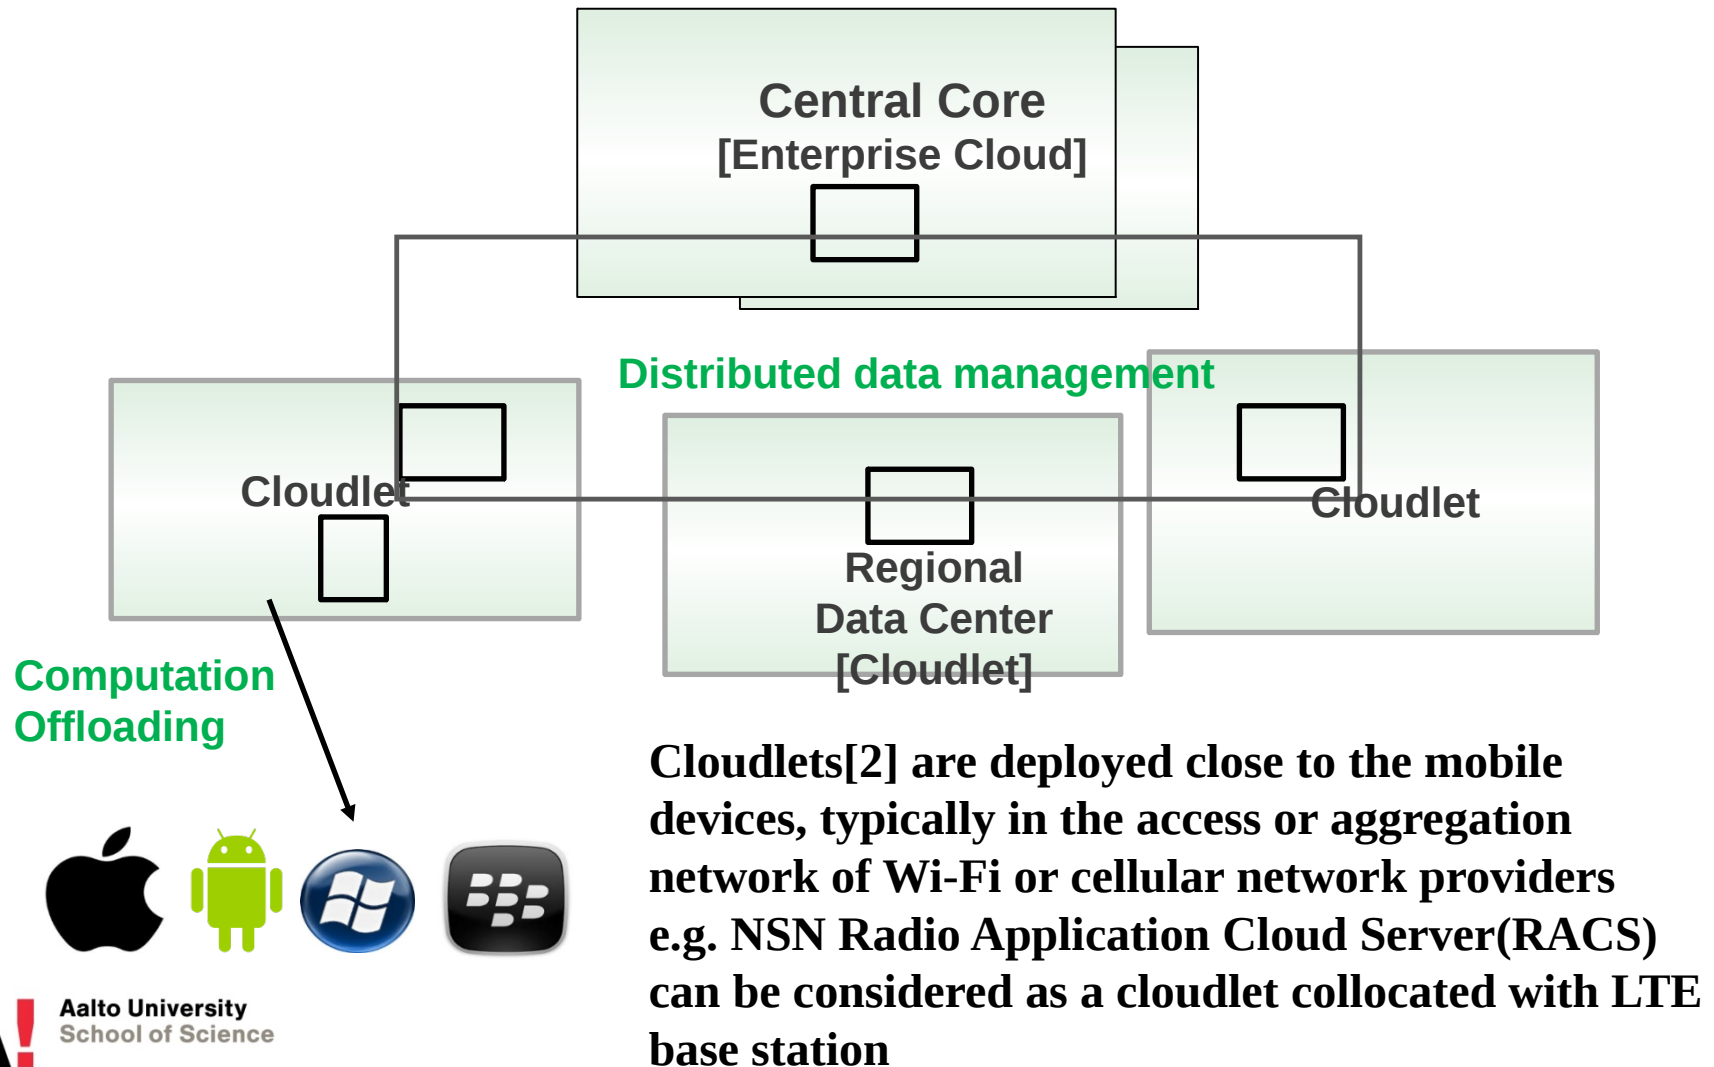 Central Core
[Enterprise Cloud]
Distributed data management
Cloudlet
Cloudlet
Regional
Data Center
[Cloudlet]
Computation
Offloading
Cloudlets[2] are deployed close to the mobile
devices, typically in the access or aggregation
network of Wi-Fi or cellular network providers
e.g. NSN Radio Application Cloud Server(RACS)
can be considered as a cloudlet collocated with LTE
base station
Aalto University
School of Science